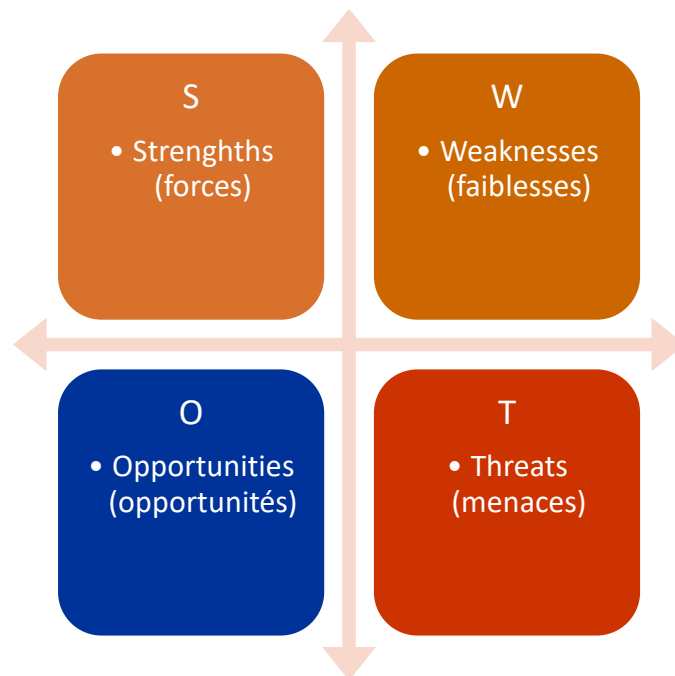 S
• Strenghths
(forces)
W
• Weaknesses
(faiblesses)
O
• Opportunities
(opportunités)
T
• Threats
(menaces)